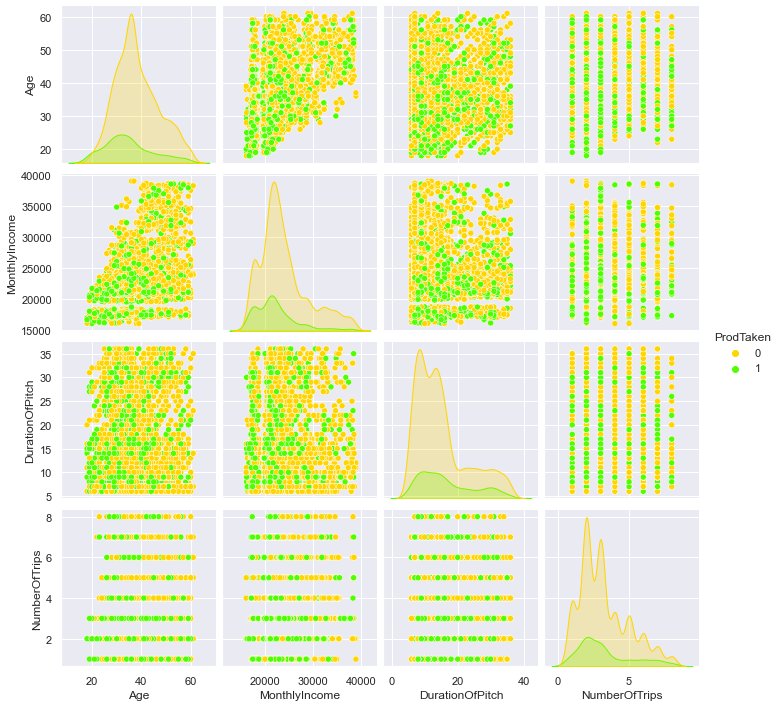 60
50
40
30
20
Age
40000
35000
30000
25000
20000
15000
MonthlyIncome
35
30
25
20
15
10
5
DurationOfPitch
8
6
4
2
NumberOfTrips
20 40 60
Age
20000 30000 40000
MonthlyIncome
0 20 40
DurationOfPitch
0 5
NumberOfTrips
ProdTaken
0
1